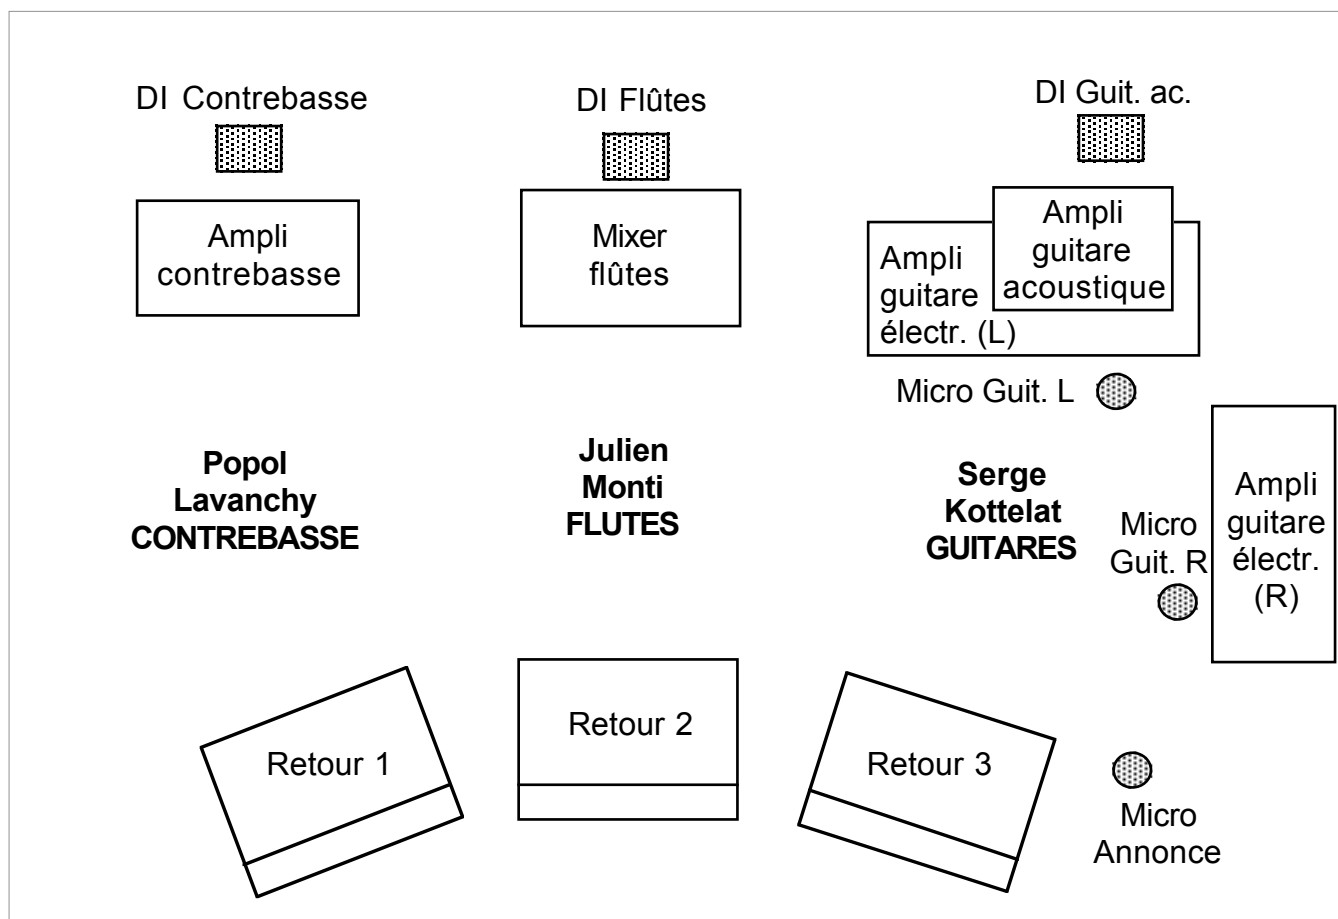 DI Contrebasse
DI Flûtes
DI Guit. ac.
Ampli
contrebasse
Mixer
flûtes
Ampli
guitare
électr. (L)
Ampli
guitare
acoustique
Micro Guit. L
Popol
Lavanchy
CONTREBASSE
Julien
Monti
FLUTES
Serge
Kottelat
GUITARES
Micro
Guit. R
Ampli
guitare
électr.
(R)
Retour 1
Retour 2
Retour 3
Micro
Annonce